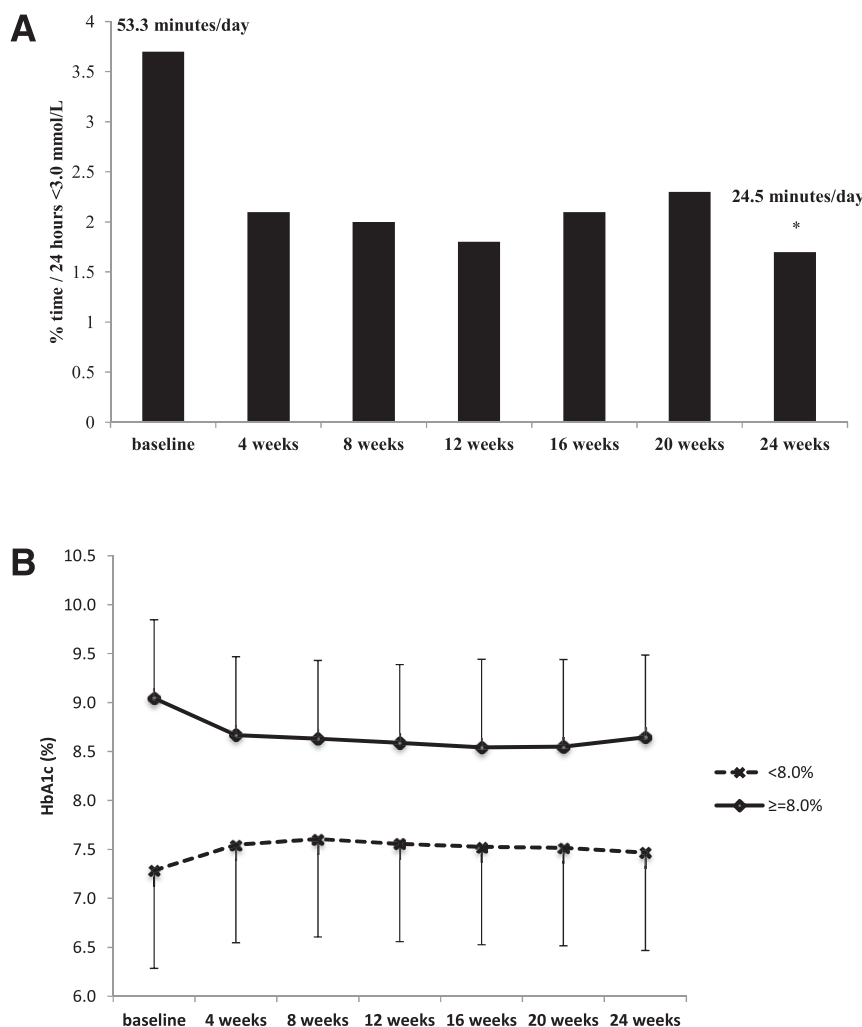 A
53.3 minutes/day
4
3.5
3
2.5
2
1.5
1
0.5
0
% time / 24 hours <3.0 mmol/L
24.5 minutes/day
*
baseline 4 weeks 8 weeks 12 weeks 16 weeks 20 weeks 24 weeks
B
10.5
10.0
9.5
9.0
8.5
8.0
7.5
7.0
6.5
6.0
HbA1c (%)
<8.0%
≥=8.0%
baseline 4 weeks 8 weeks 12 weeks 16 weeks 20 weeks 24 weeks